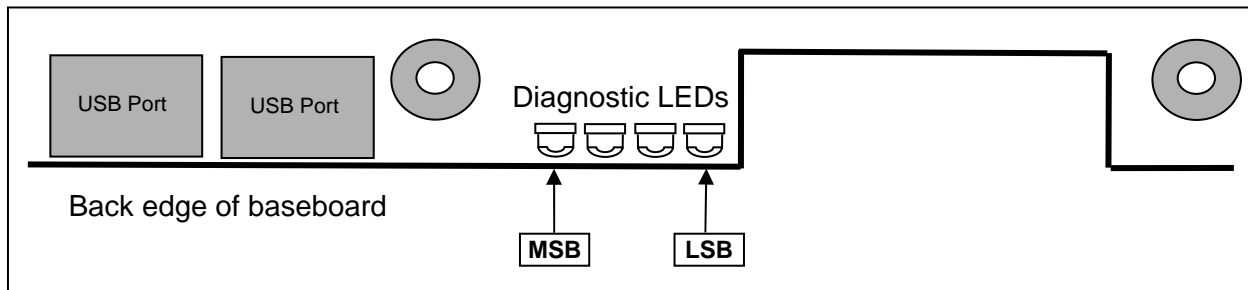 USB Port
USB Port
Diagnostic LEDs
Back edge of baseboard
MSB
LSB